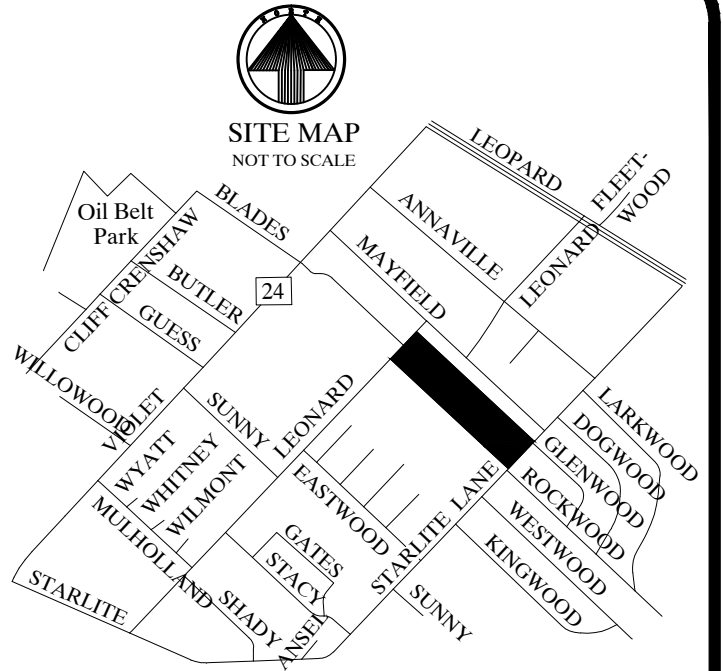 NORTH
SITE MAP
NOT TO SCALE
LEOPARD
FLEET-
WOOD
Oil Belt
Park
BLADES
ANNAVILLE
LEONARD
MAYFIELD
CLIFF CRENSHAW
BUTLER
24
GUESS
WILLOWOOD
VIOLET
SUNNY
LEONARD
LARKWOOD
DOGWOOD
GLENWOOD
ROCKWOOD
WESTWOOD
KINGWOOD
WYATT
WHITNEY
WILMONT
EASTWOOD
STARLITE LANE
MULHOLLAND
GATES
STACY
STARLITE
SHADY
ANSEL
SUNNY